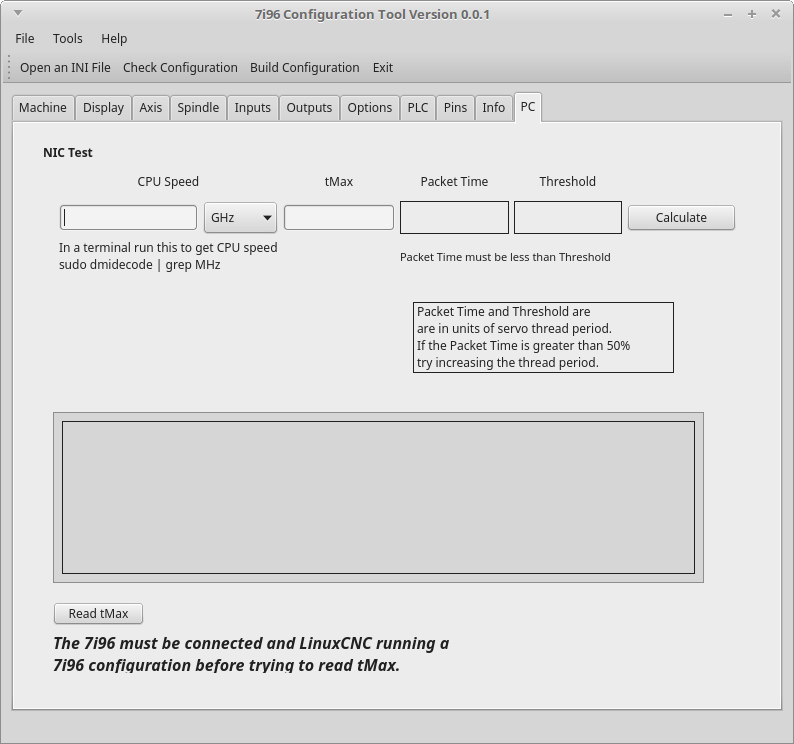 7i96 Configuration Tool Version 0.0.1
File Tools Help
Open an INI File Check Configuration Build Configuration Exit
Machine Display Axis Spindle Inputs Outputs Options PLC Pins Info PC
NIC Test
CPU Speed tMax Packet Time Threshold
GHz Calculate
In a terminal run this to get CPU speed
sudo dmidecode | grep MHz
Packet Time must be less than Threshold
Packet Time and Threshold are
are in units of servo thread period.
If the Packet Time is greater than 50%
try increasing the thread period.
Read tMax
The 7i96 must be connected and LinuxCNC running a
7i96 configuration before trying to read tMax.